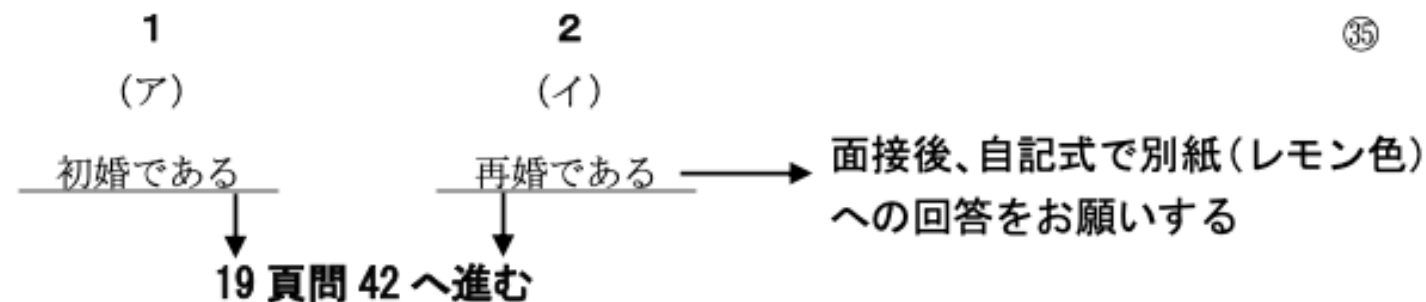 1 2 ㉟
(ア) (イ)
初婚である 再婚である 面接後、自記式で別紙(レモン色)
への回答をお願いする
19 頁問 42 へ進む